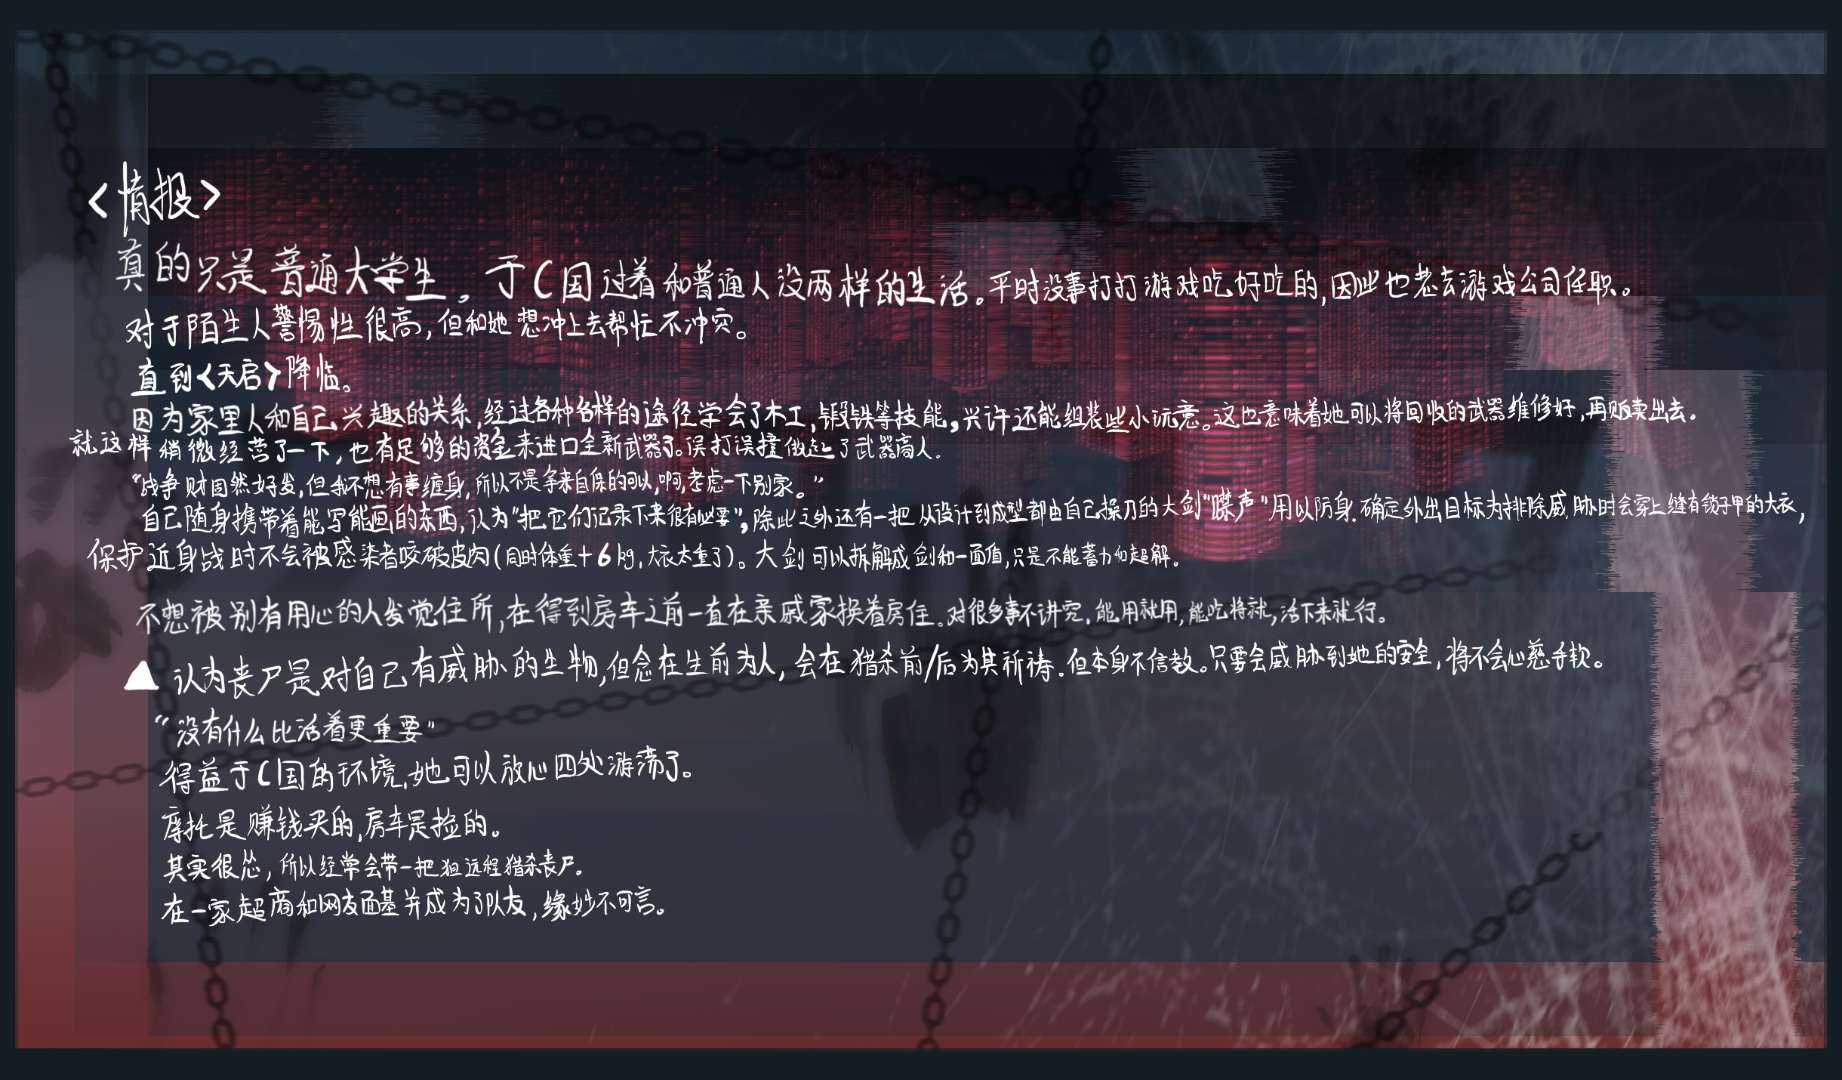 <情报>
真的只是普通大学生。于C国过着和普通人没两样的生活。平时没事打打游戏吃好吃的,因此也老去游戏公司任职。
对于陌生人警惕性很高,但和她想冲上去帮忙不冲突。
直到<天启>降临。
因为家里人和自己兴趣的关系,经过各种各样的途径学会了木工,锻铁等技能,兴许还能组装些小玩意。这也意味着她可以将回收的武器维修好,再贩卖出去.
就这样稍微经营了一下,也有足够的资金来进口全新武器了。误打误撞做起了武器商人.
“战争财固然好发,但我不想有事缠身,所以不是争来自保的可以,啊,考虑一下别家。”
自己随身携带着能写能画的东西,认为“把它们记录下来很有必要”,除此之外还有一把从设计到成型都由自己操刀的大剑“噤声”用以防身.确定外出目标为排除威胁时会穿上缝有锁子甲的大衣,
保护近身战时不会被感染者咬破皮肉(同时体重+6kg,大衣太重了)。大剑可以拆解成剑和一面盾,只是不能蓄力和超解.
不想被别有用心的人发觉住所,在得到房车之前一直在亲戚家换着房住.对很多事不讲究.能用就用,能吃将就,活下来就行。
▲ 认为丧尸是对自己有威胁的生物,但念在生前为人,会在猎杀前/后为其祈祷.但本身不信教。只要会威胁到她的安全,将不会心慈手软。
“没有什么比活着更重要”
得益于C国的环境,她可以放心四处游荡了。
摩托是赚钱买的,房车是捡的。
其实很怂,所以经常会带一把狙远程猎杀丧尸.
在一家超商和网友面基并成为了队友,缘妙不可言。